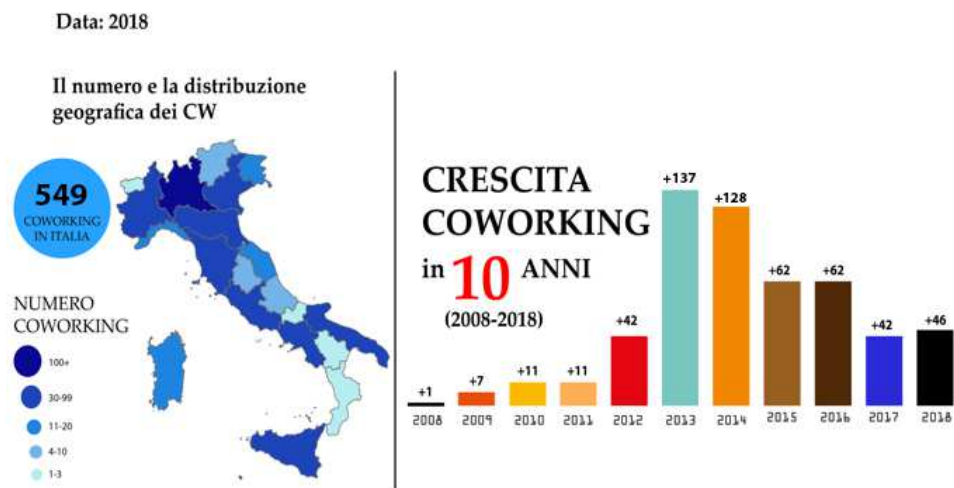 Data: 2018
Il numero e la distribuzione
geografica dei CW
549
COWORKING
IN ITALIA
NUMERO
COWORKING
100+
30-99
11-20
4-10
1-3
CRESCITA
COWORKING
in 10 ANNI
(2008-2018)
+1
+7
+11
+11
+42
+137
+128
+62
+62
+42
+46
2008 2009 2010 2011 2012 2013 2014 2015 2016 2017 2018